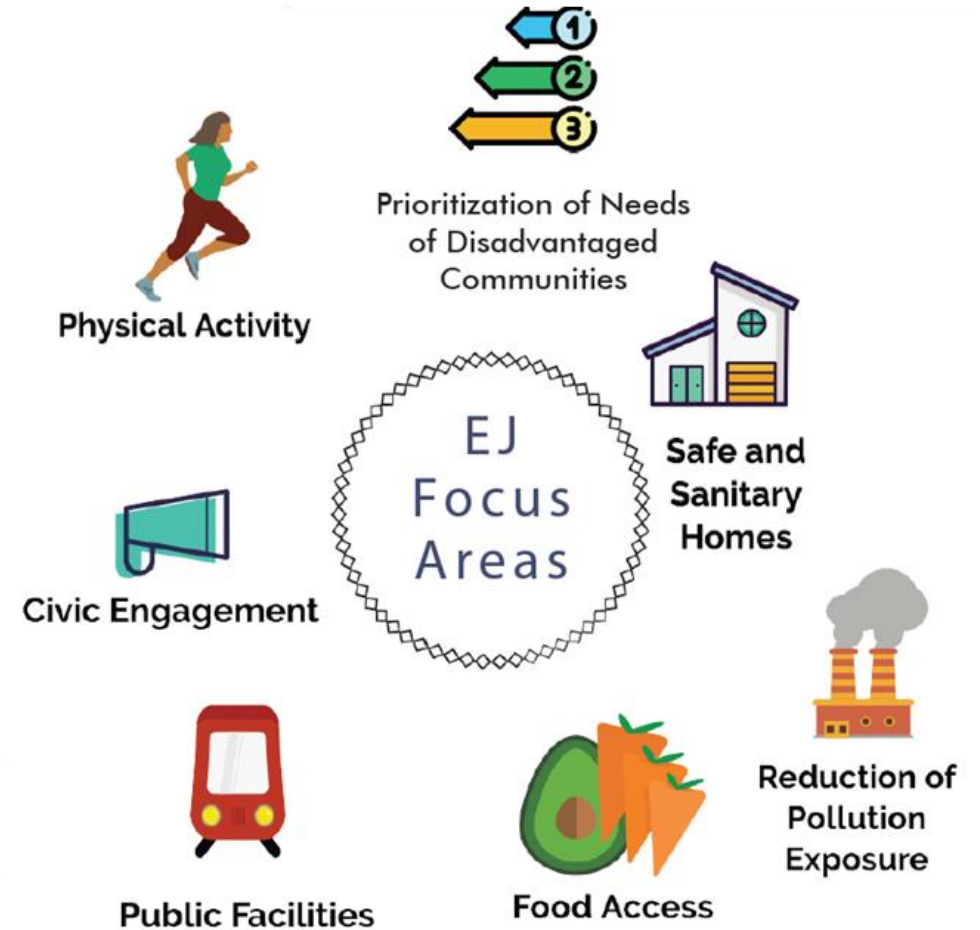 1
2
3
Prioritization of Needs
of Disadvantaged
Communities
Physical Activity
EJ
Focus
Areas
Safe and
Sanitary
Homes
Civic Engagement
Reduction of
Pollution
Exposure
Public Facilities
Food Access